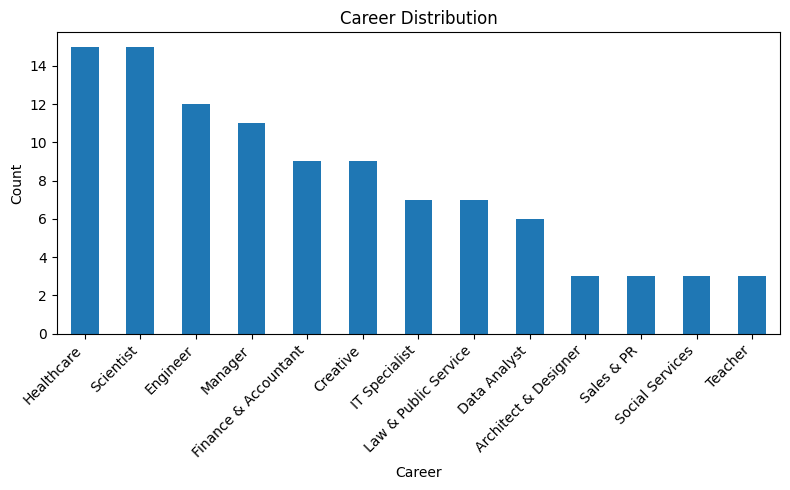 Career Distribution
Count
14
12
10
8
6
4
2
0
Healthcare
Scientist
Engineer
Manager
Finance & Accountant
Creative
IT Specialist
Law & Public Service
Data Analyst
Architect & Designer
Sales & PR
Social Services
Teacher
Career